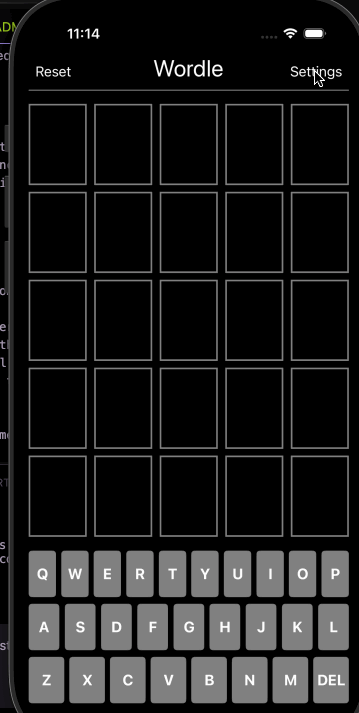 11:14
Reset Wordle Settings
Q W E R T Y U I O P
A S D F G H J K L
Z X C V B N M DEL